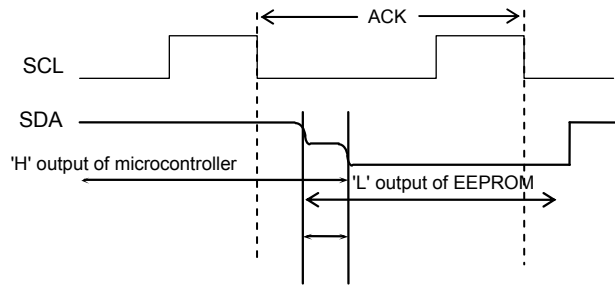 ACK
SCL
SDA
'H' output of microcontroller
'L' output of EEPROM